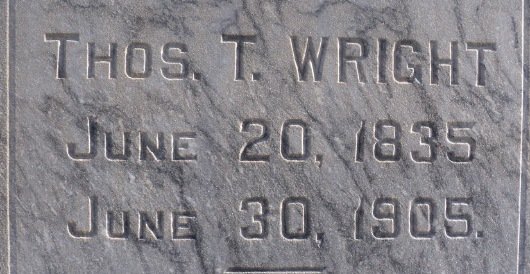 THOS. T. WRIGHT
JUNE 20, 1835
JUNE 30, 1905.